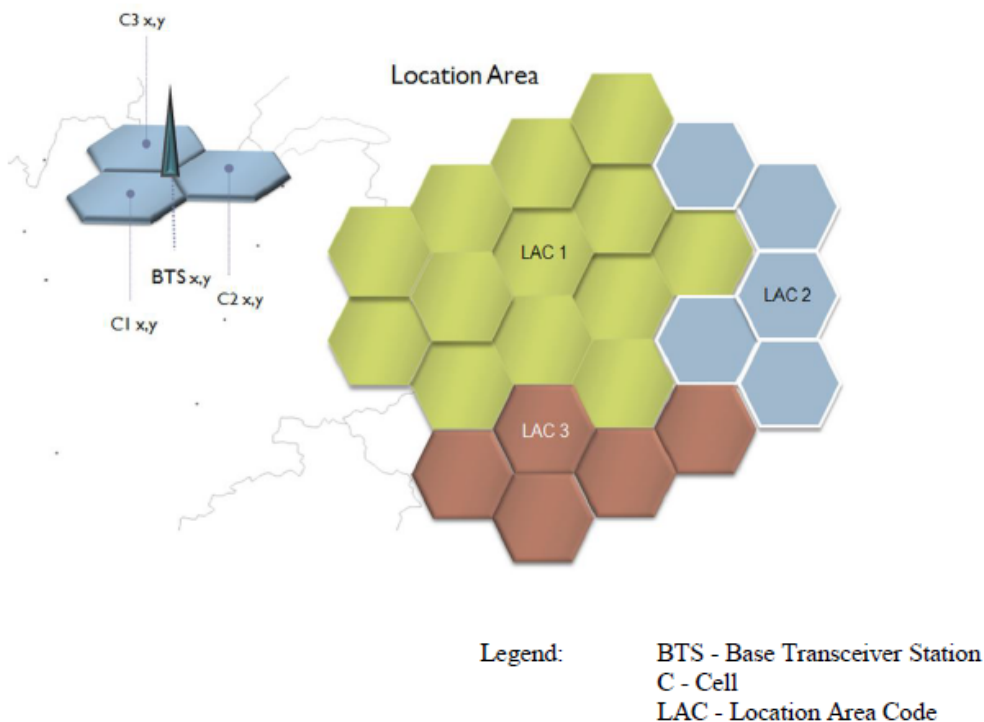 C3 x,y
Location Area
BTS x,y
C2 x,y
C1 x,y
LAC 1
LAC 2
LAC 3
Legend: BTS - Base Transceiver Station
C - Cell
LAC - Location Area Code